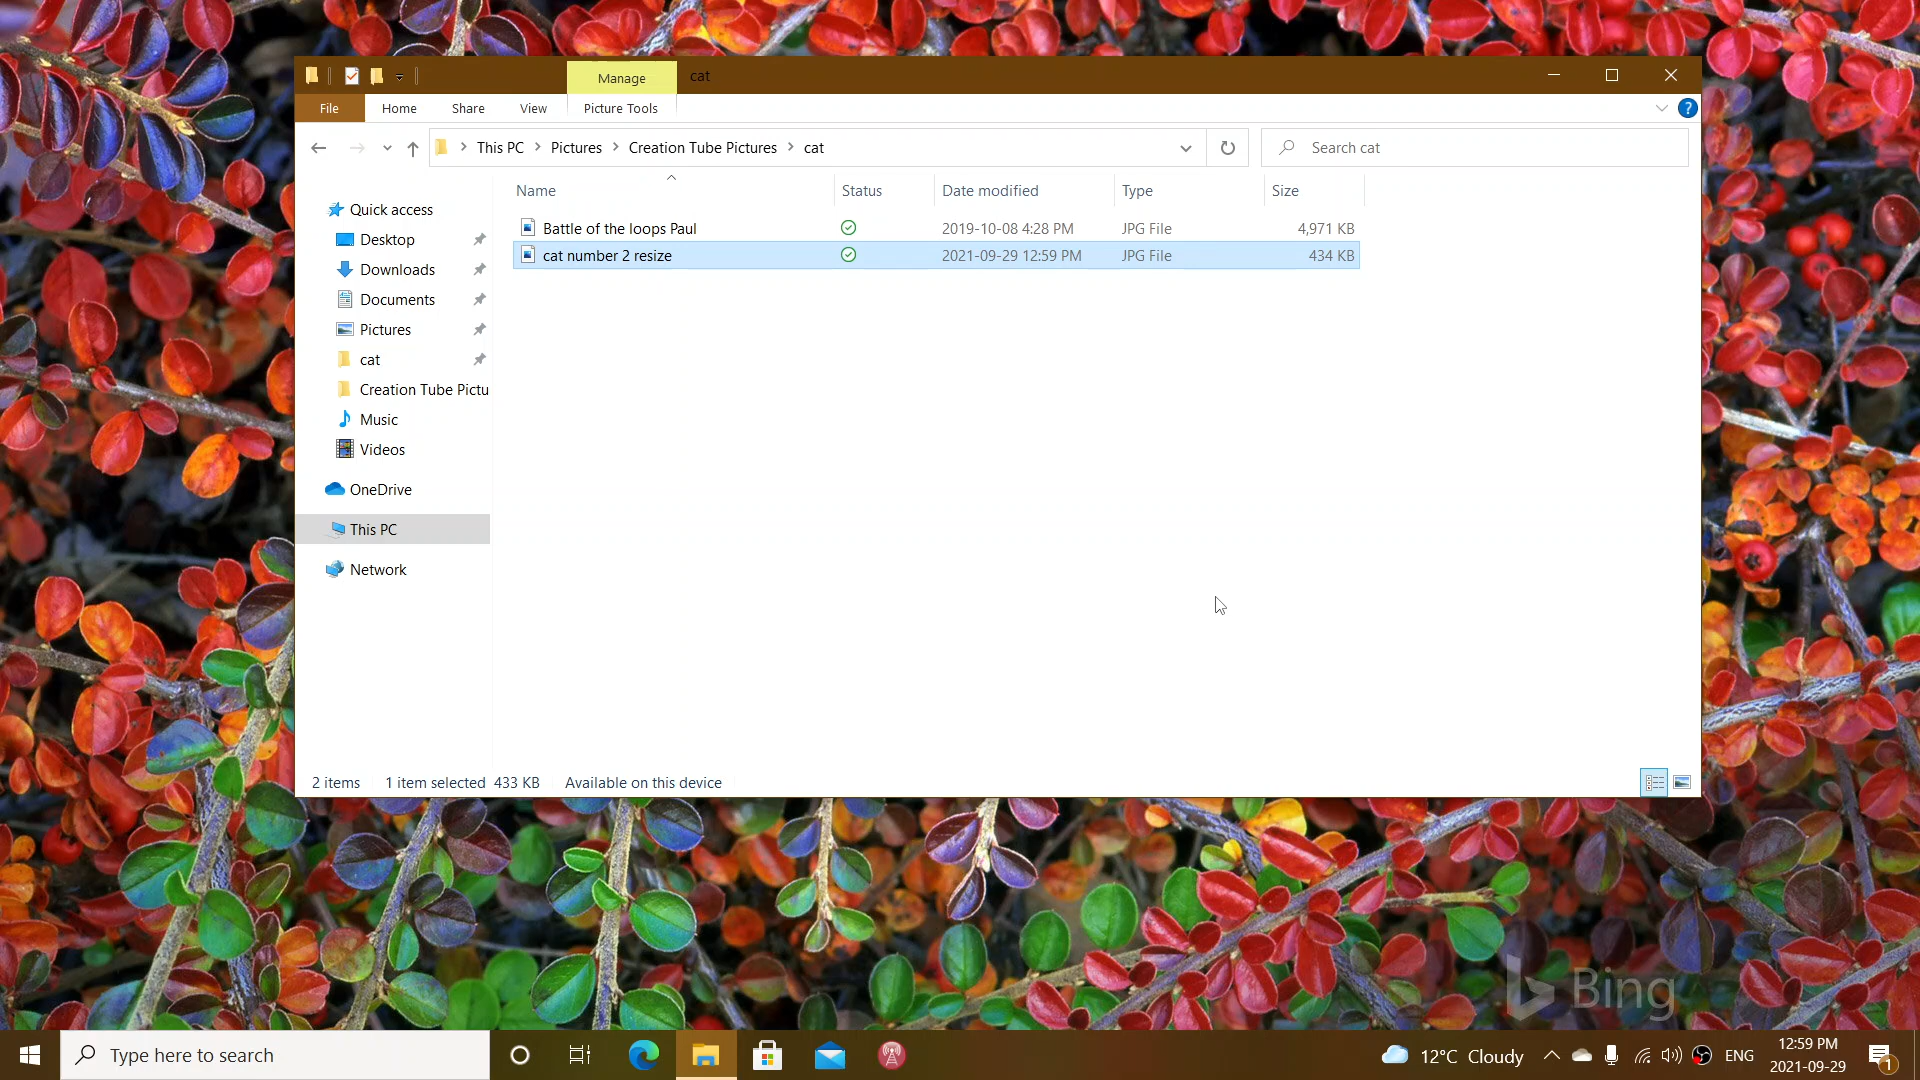 Manage cat
File Home Share View Picture Tools ?
This PC Pictures Creation Tube Pictures cat Search cat
Name Status Date modified Type Size
Battle of the loops Paul 2019-10-08 4:28 PM JPG File 4,971 KB
cat number 2 resize 2021-09-29 12:59 PM JPG File 434 KB
Quick access
Desktop
Downloads
Documents
Pictures
cat
Creation Tube Pictu
Music
Videos
OneDrive
This PC
Network
2 items 1 item selected 433 KB Available on this device
Bing
Type here to search 12°C Cloudy ENG 12:59 PM
2021-09-29 1